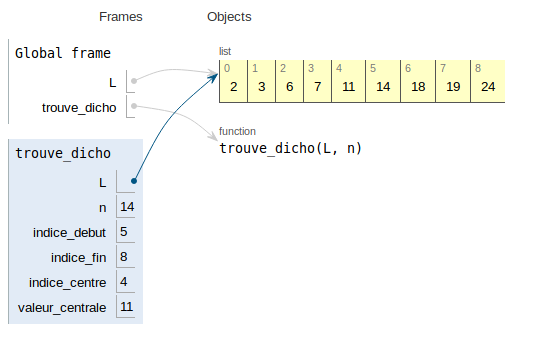 Frames Objects
Global frame
L
trouve_dicho
list
0 1 2 3 4 5 6 7 8
2 3 6 7 11 14 18 19 24
function
trouve_dicho(L, n)
trouve_dicho
L
n 14
indice_debut 5
indice_fin 8
indice_centre 4
valeur_centrale 11